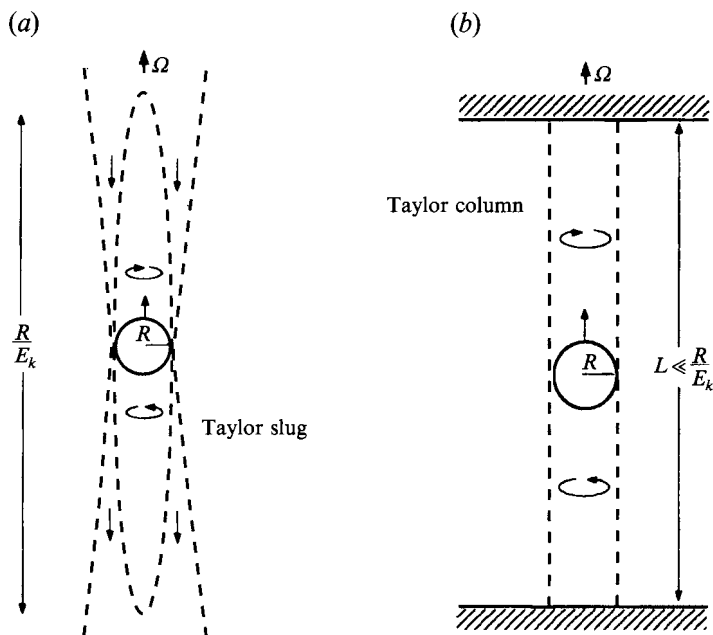 (a)
Ω
R
R/E_k
Taylor slug
(b)
Ω
Taylor column
R
L ≪ R/E_k